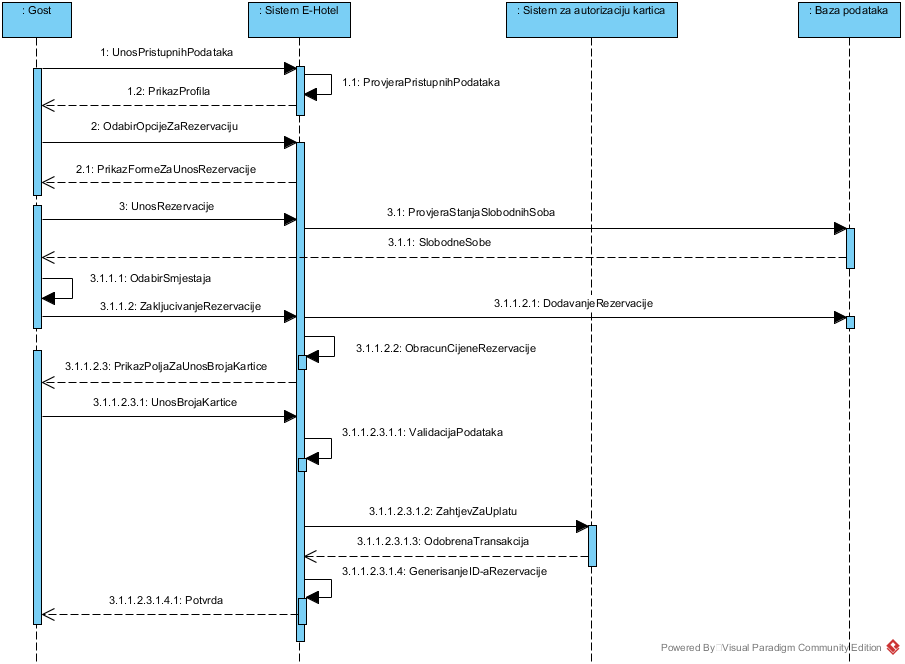 : Gost
: Sistem E-Hotel
: Sistem za autorizaciju kartica
: Baza podataka
1: UnosPristupnihPodataka
1.1: ProvjeraPristupnihPodataka
1.2: PrikazProfila
2: OdabirOpcijeZaRezervaciju
2.1: PrikazFormeZaUnosRezervacije
3: UnosRezervacije
3.1: ProvjeraStanjaSlobodnihSoba
3.1.1: SlobodneSobe
3.1.1.1: OdabirSmjestaja
3.1.1.2: ZakljucivanjeRezervacije
3.1.1.2.1: DodavanjeRezervacije
3.1.1.2.2: ObracunCijeneRezervacije
3.1.1.2.3: PrikazPoljaZaUnosBrojaKartice
3.1.1.2.3.1: UnosBrojaKartice
3.1.1.2.3.1.1: ValidacijaPodataka
3.1.1.2.3.1.2: ZahtjevZaUplatu
3.1.1.2.3.1.3: OdobrenaTransakcija
3.1.1.2.3.1.4: GenerisanjeID-aRezervacije
3.1.1.2.3.1.4.1: Potvrda
Powered By Visual Paradigm Community Edition